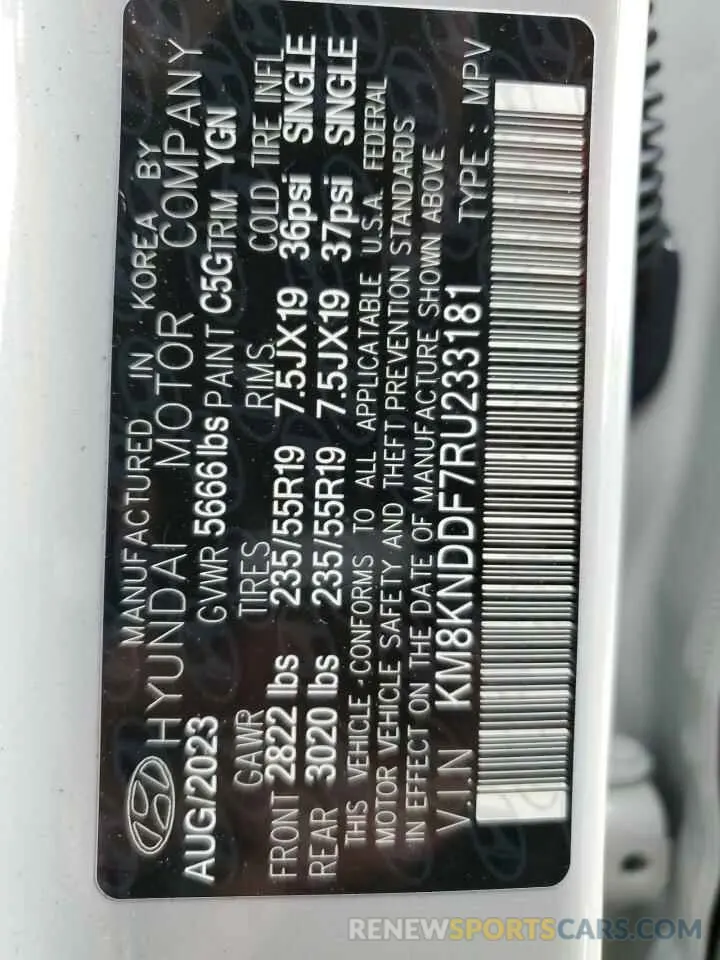 MANUFACTURED IN KOREA BY
HYUNDAI MOTOR COMPANY
AUG/2023 GVWR 5666 lbs PAINT C5G TRIM YGN
GAWR TIRES RIMS COLD TIRE INFL
FRONT 2822 lbs 235/55R19 7.5JX19 36psi SINGLE
REAR 3020 lbs 235/55R19 7.5JX19 37psi SINGLE
THIS VEHICLE CONFORMS TO ALL APPLICATABLE U.S.A. FEDERAL
MOTOR VEHICLE SAFETY AND THEFT PREVENTION STANDARDS
IN EFFECT ON THE DATE OF MANUFACTURE SHOWN ABOVE
V.I.N KM8KNDDF7RU233181 TYPE : MPV
RENEWSPORTSCARS.COM